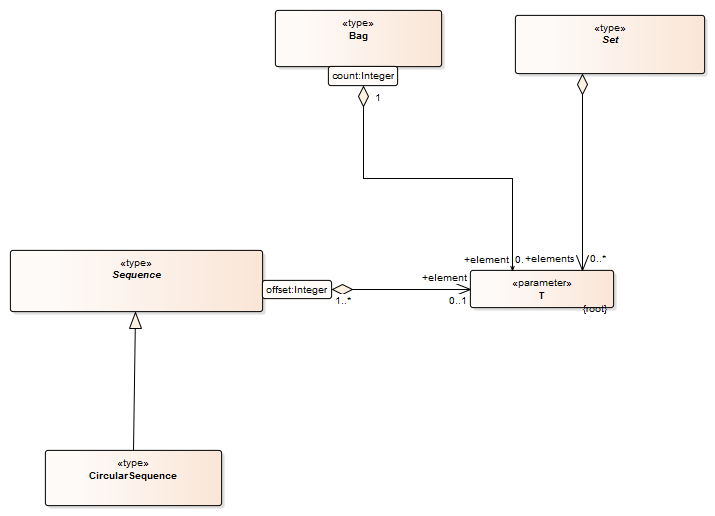 «type»
Bag
count:Integer
1
«type»
Set
+element
0..
+elements
0..*
«type»
Sequence
offset:Integer
1..*
+element
0..1
«parameter»
T
{root}
«type»
CircularSequence